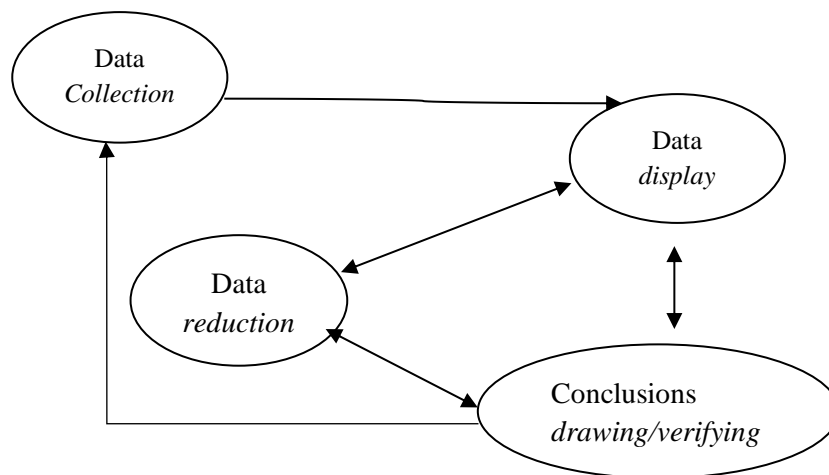 Data
Collection
Data
display
Data
reduction
Conclusions
drawing/verifying